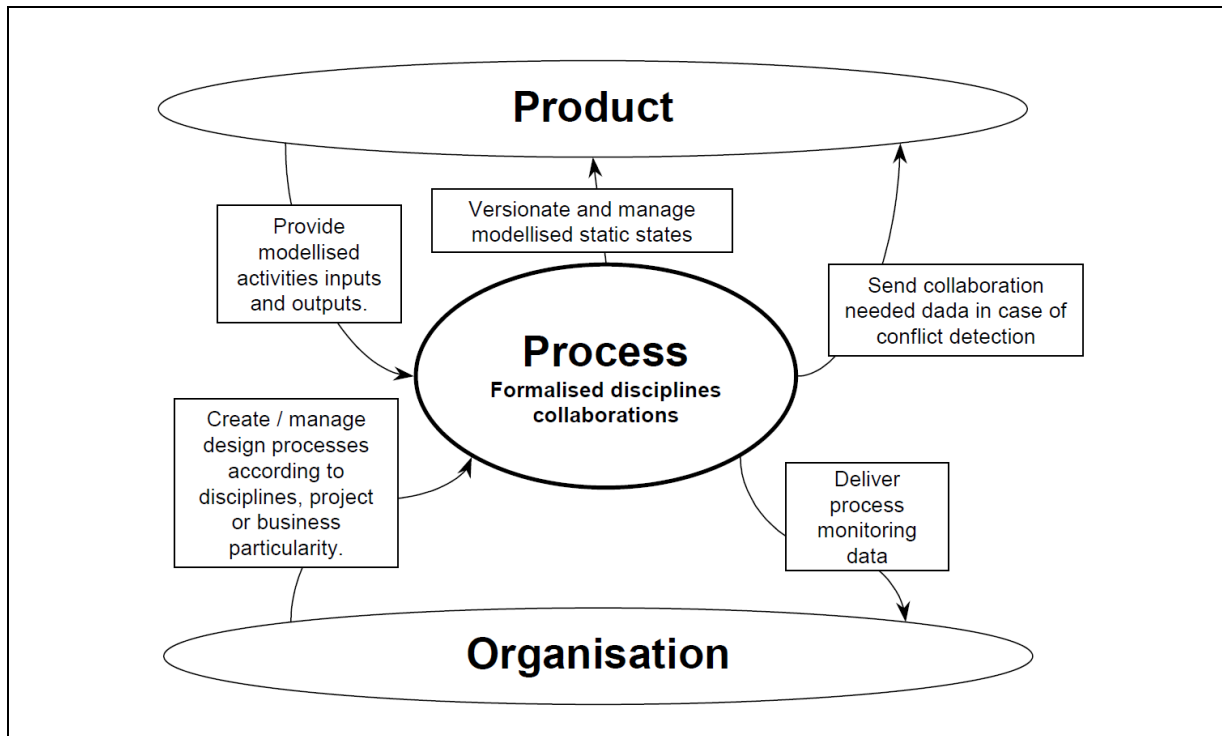 Product
Provide
modellised
activities inputs
and outputs.
Versionate and manage
modellised static states
Send collaboration
needed dada in case of
conflict detection
Process
Formalised disciplines
collaborations
Create / manage
design processes
according to
disciplines, project
or business
particularity.
Deliver
process
monitoring
data
Organisation